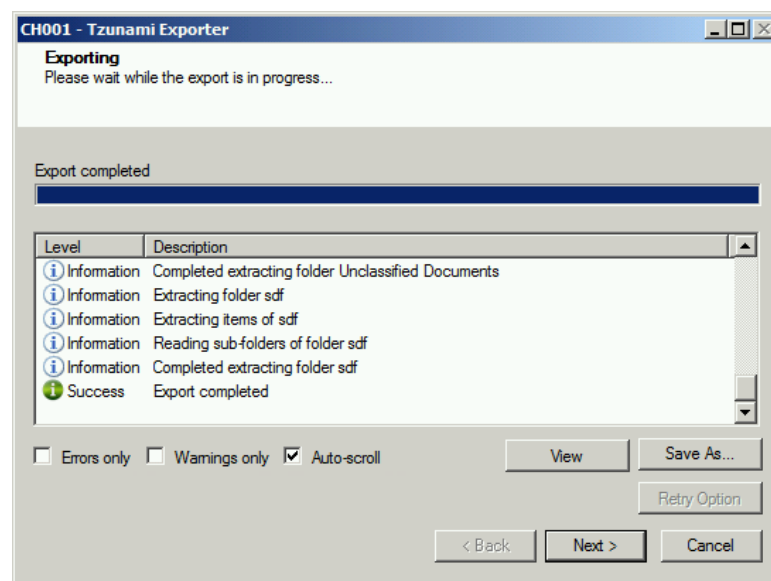 CH001 - Tzunami Exporter
Exporting
Please wait while the export is in progress...
Export completed
Level Description
Information Completed extracting folder Unclassified Documents
Information Extracting folder sdf
Information Extracting items of sdf
Information Reading sub-folders of folder sdf
Information Completed extracting folder sdf
Success Export completed
Errors only Warnings only Auto-scroll View Save As...
Retry Option
< Back Next > Cancel